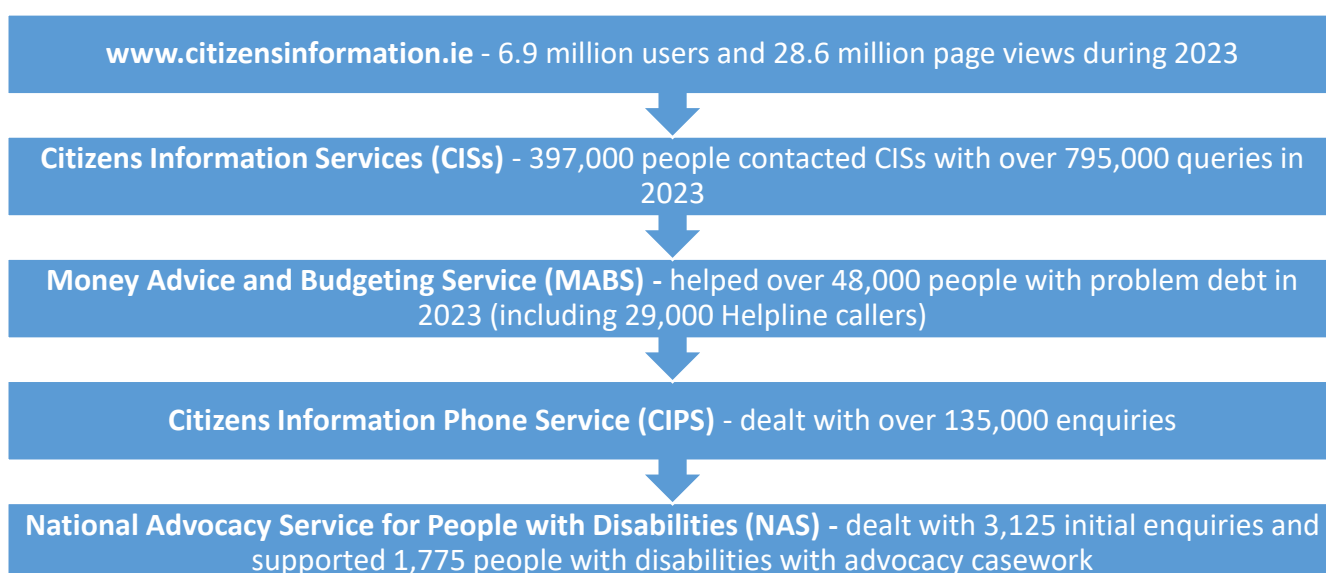 www.citizensinformation.ie - 6.9 million users and 28.6 million page views during 2023
Citizens Information Services (CISs) - 397,000 people contacted CISs with over 795,000 queries in
2023
Money Advice and Budgeting Service (MABS) - helped over 48,000 people with problem debt in
2023 (including 29,000 Helpline callers)
Citizens Information Phone Service (CIPS) - dealt with over 135,000 enquiries
National Advocacy Service for People with Disabilities (NAS) - dealt with 3,125 initial enquiries and
supported 1,775 people with disabilities with advocacy casework